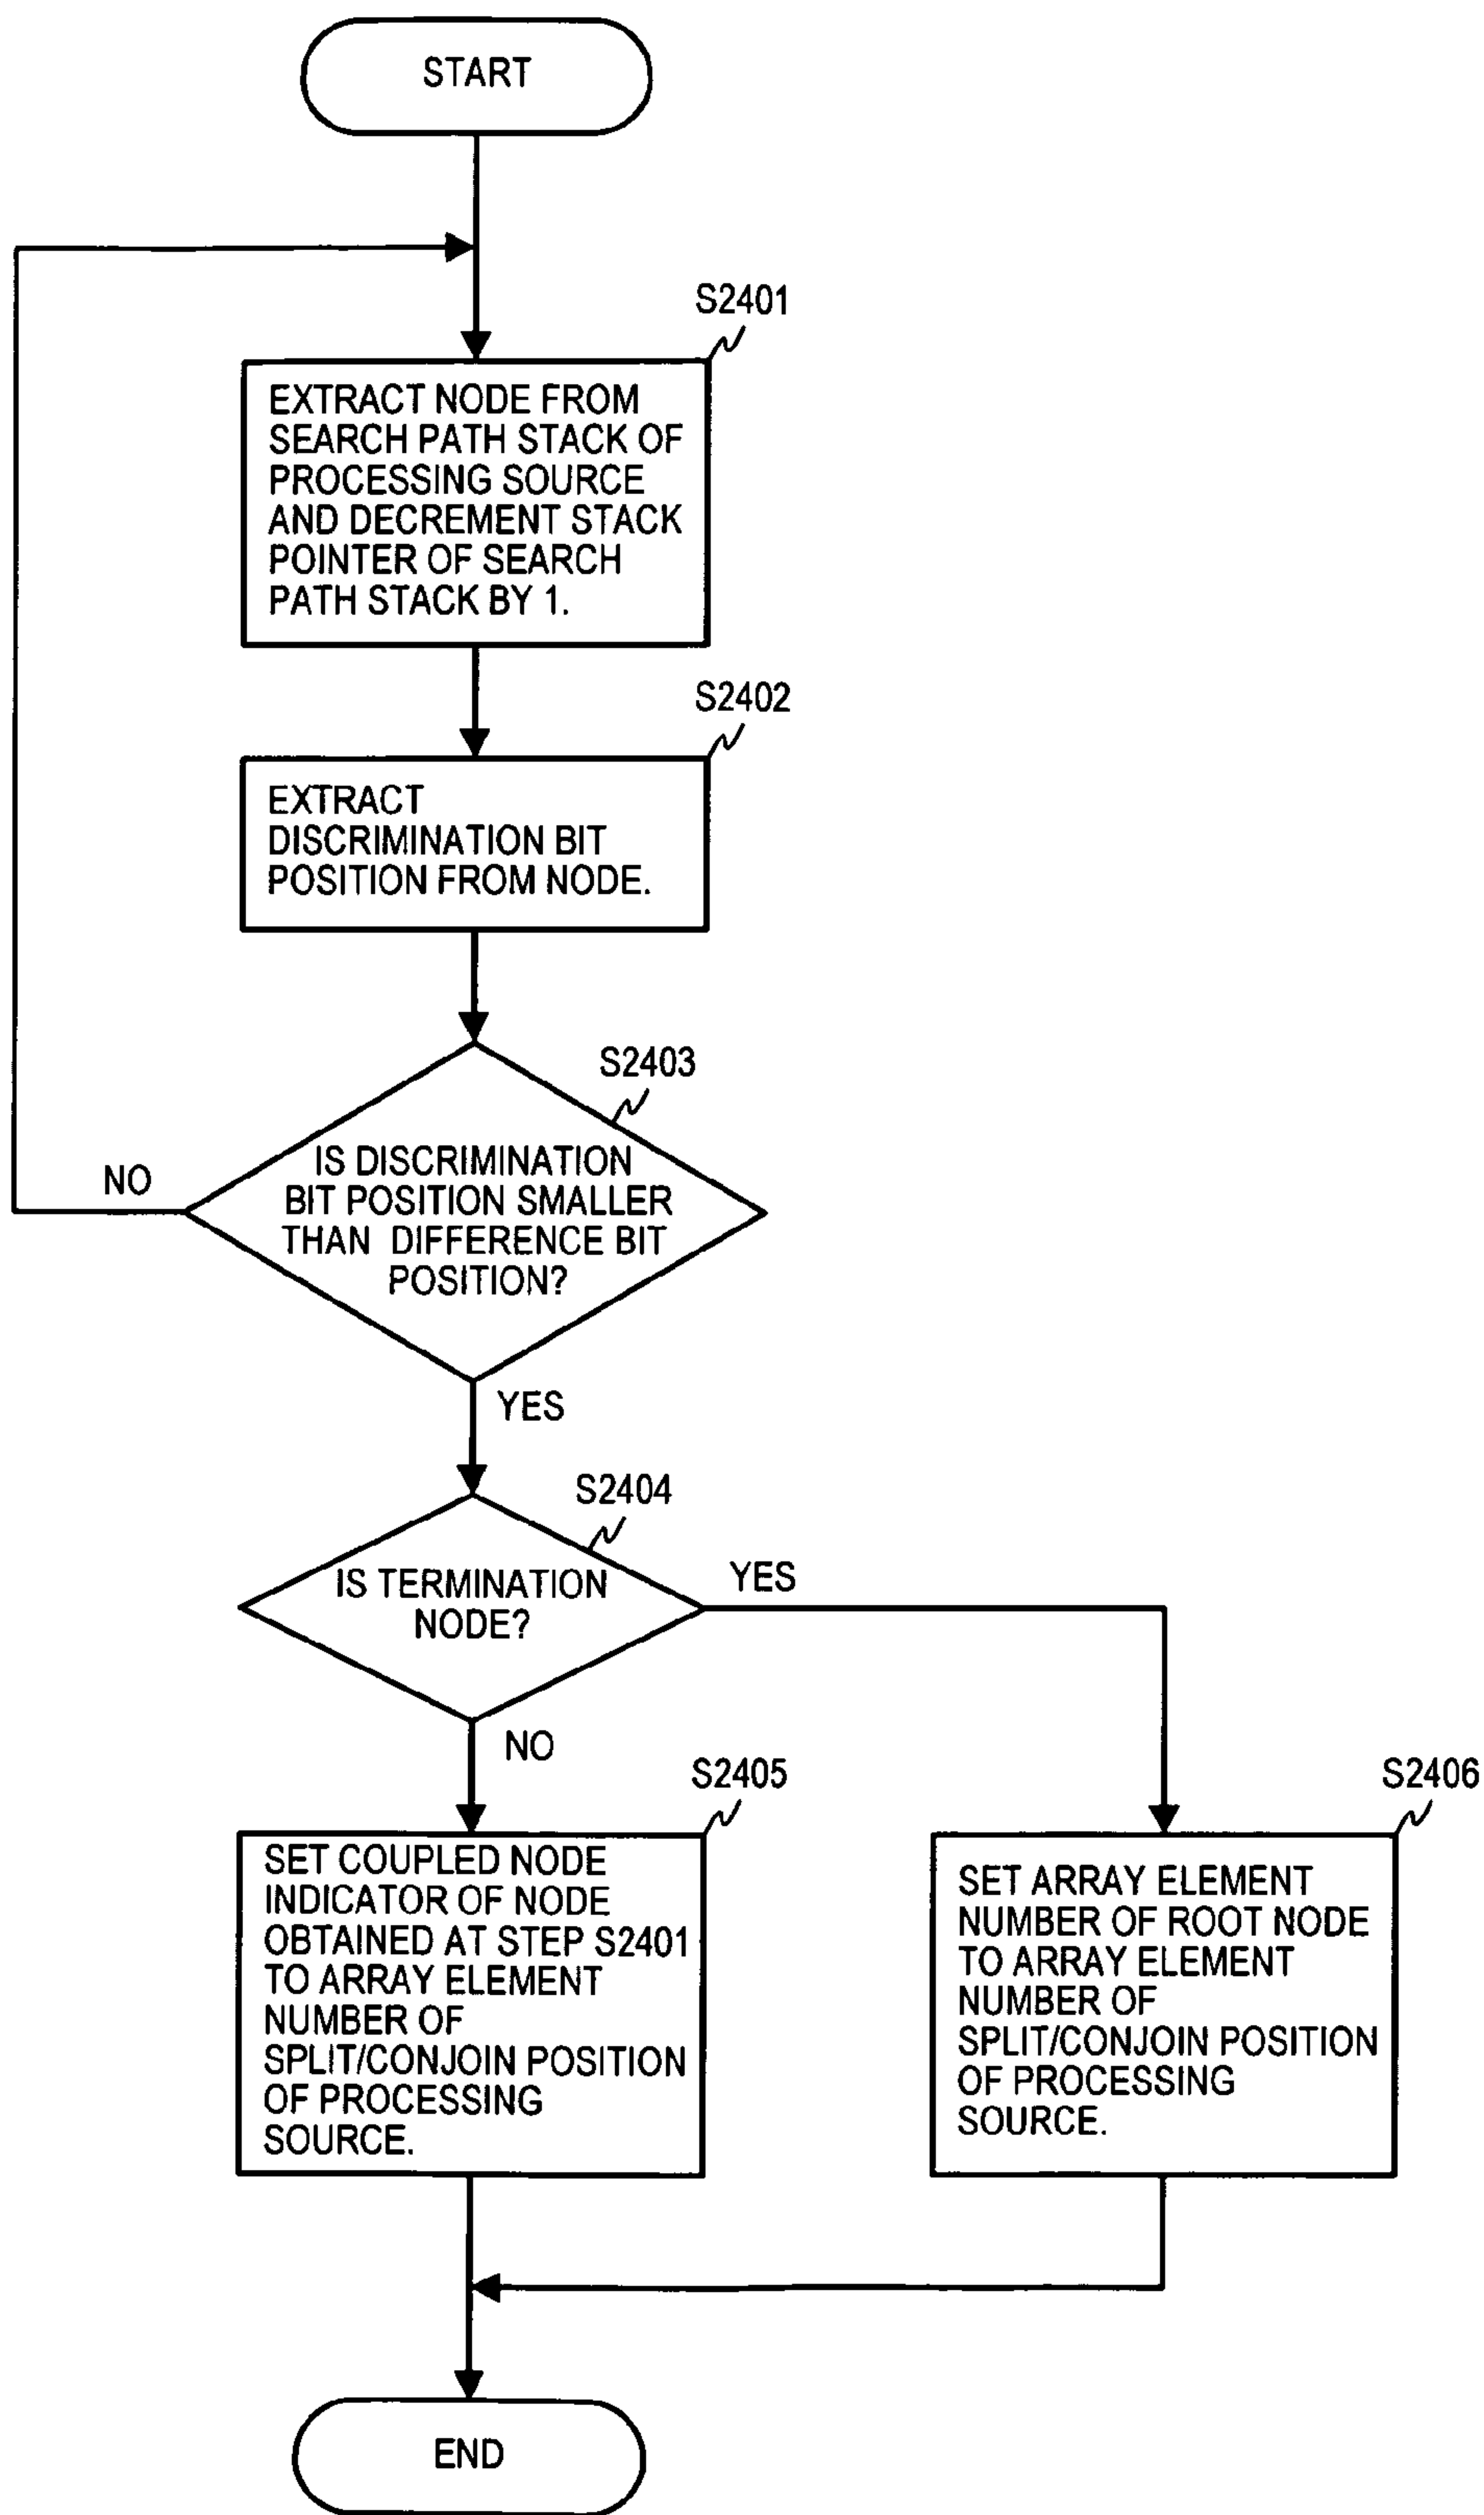 START
S2401
EXTRACT NODE FROM
SEARCH PATH STACK OF
PROCESSING SOURCE
AND DECREMENT STACK
POINTER OF SEARCH
PATH STACK BY 1.
S2402
EXTRACT
DISCRIMINATION BIT
POSITION FROM NODE.
S2403
IS DISCRIMINATION
BIT POSITION SMALLER
THAN DIFFERENCE BIT
POSITION?
NO
YES
S2404
IS TERMINATION
NODE?
YES
NO
S2405
SET COUPLED NODE
INDICATOR OF NODE
OBTAINED AT STEP S2401
TO ARRAY ELEMENT
NUMBER OF
SPLIT/CONJOIN POSITION
OF PROCESSING
SOURCE.
S2406
SET ARRAY ELEMENT
NUMBER OF ROOT NODE
TO ARRAY ELEMENT
NUMBER OF
SPLIT/CONJOIN POSITION
OF PROCESSING
SOURCE.
END